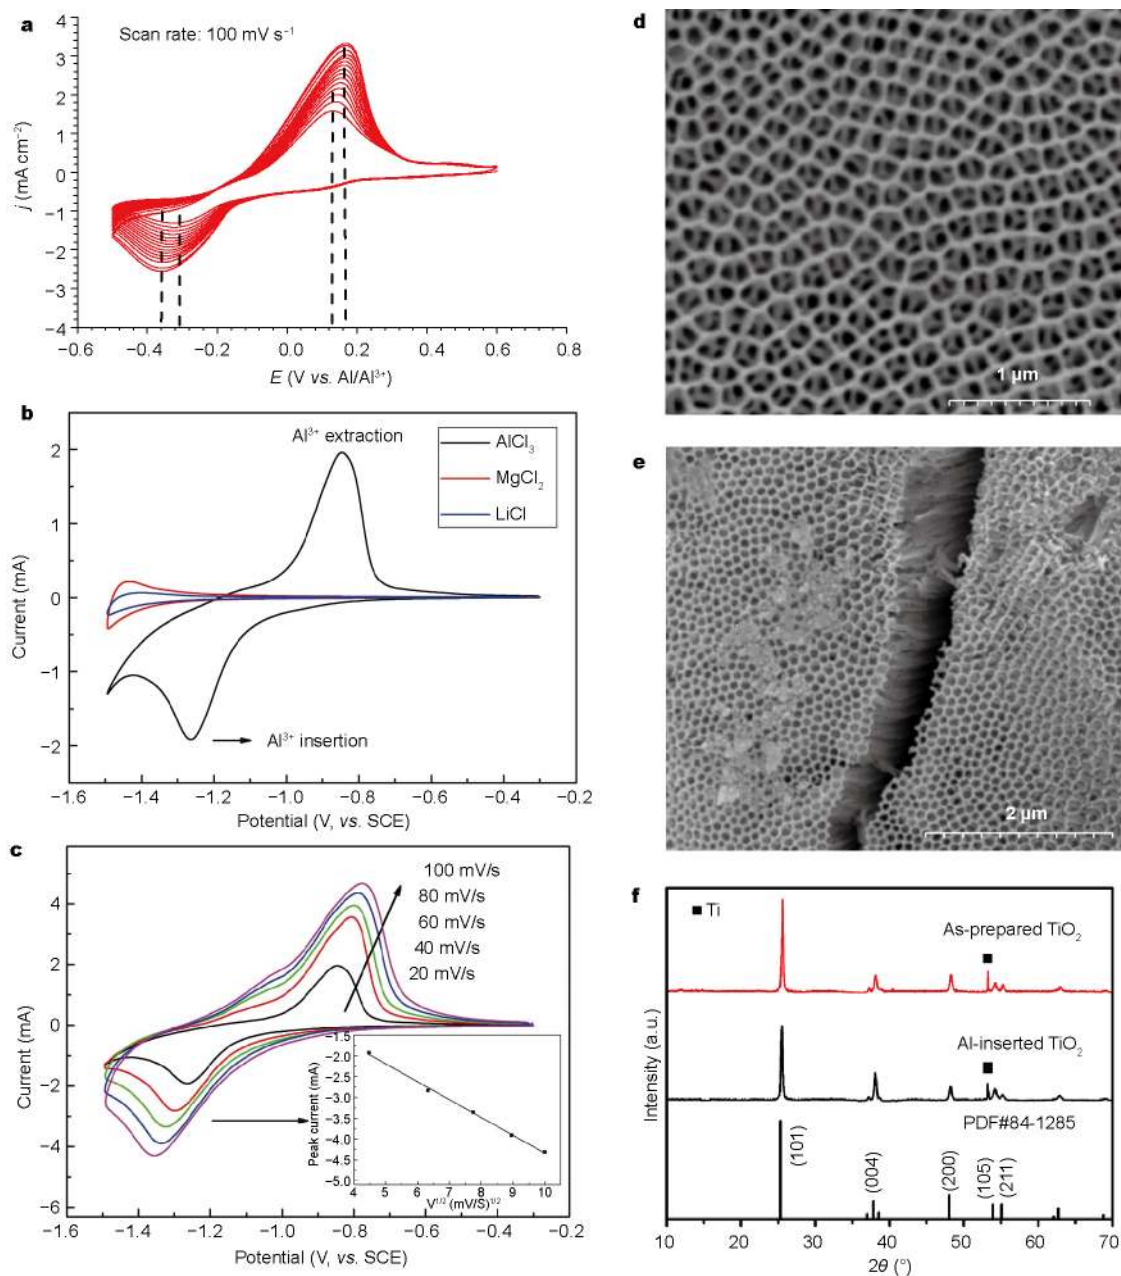 a
Scan rate: 100 mV s⁻¹
4
3
2
1
0
−1
−2
−3
−4
j (mA cm⁻²)
−0.6
−0.4
−0.2
0.0
0.2
0.4
0.6
0.8
E (V vs. Al/Al³⁺)
b
Al³⁺ extraction
AlCl₃
MgCl₂
LiCl
2
1
0
−1
−2
Current (mA)
Al³⁺ insertion
−1.6
−1.4
−1.2
−1.0
−0.8
−0.6
−0.4
−0.2
Potential (V, vs. SCE)
c
100 mV/s
80 mV/s
60 mV/s
40 mV/s
20 mV/s
6
4
2
0
−2
−4
−6
Current (mA)
−1.5
−2.0
−2.5
−3.0
−3.5
−4.0
−4.5
−5.0
Peak current (mA)
4
5
6
7
8
9
10
V¹/² (mV/S)¹/²
−1.6
−1.4
−1.2
−1.0
−0.8
−0.6
−0.4
−0.2
Potential (V, vs. SCE)
d
1 µm
e
2 µm
f
Ti
As-prepared TiO₂
Al-inserted TiO₂
PDF#84-1285
(101)
(004)
(200)
(105)
(211)
Intensity (a.u.)
10
20
30
40
50
60
70
2θ (°)